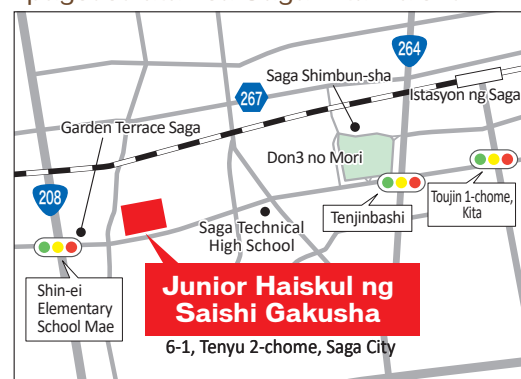 264
Saga Shimbun-sha
267
Istasyon ng Saga
Garden Terrace Saga
Don3 no Mori
208
Toujin 1-chome,
Kita
Tenjinbashi
Saga Technical
High School
Shin-ei
Elementary
School Mae
Junior Haiskul ng
Saishi Gakusha
6-1, Tenyu 2-chome, Saga City